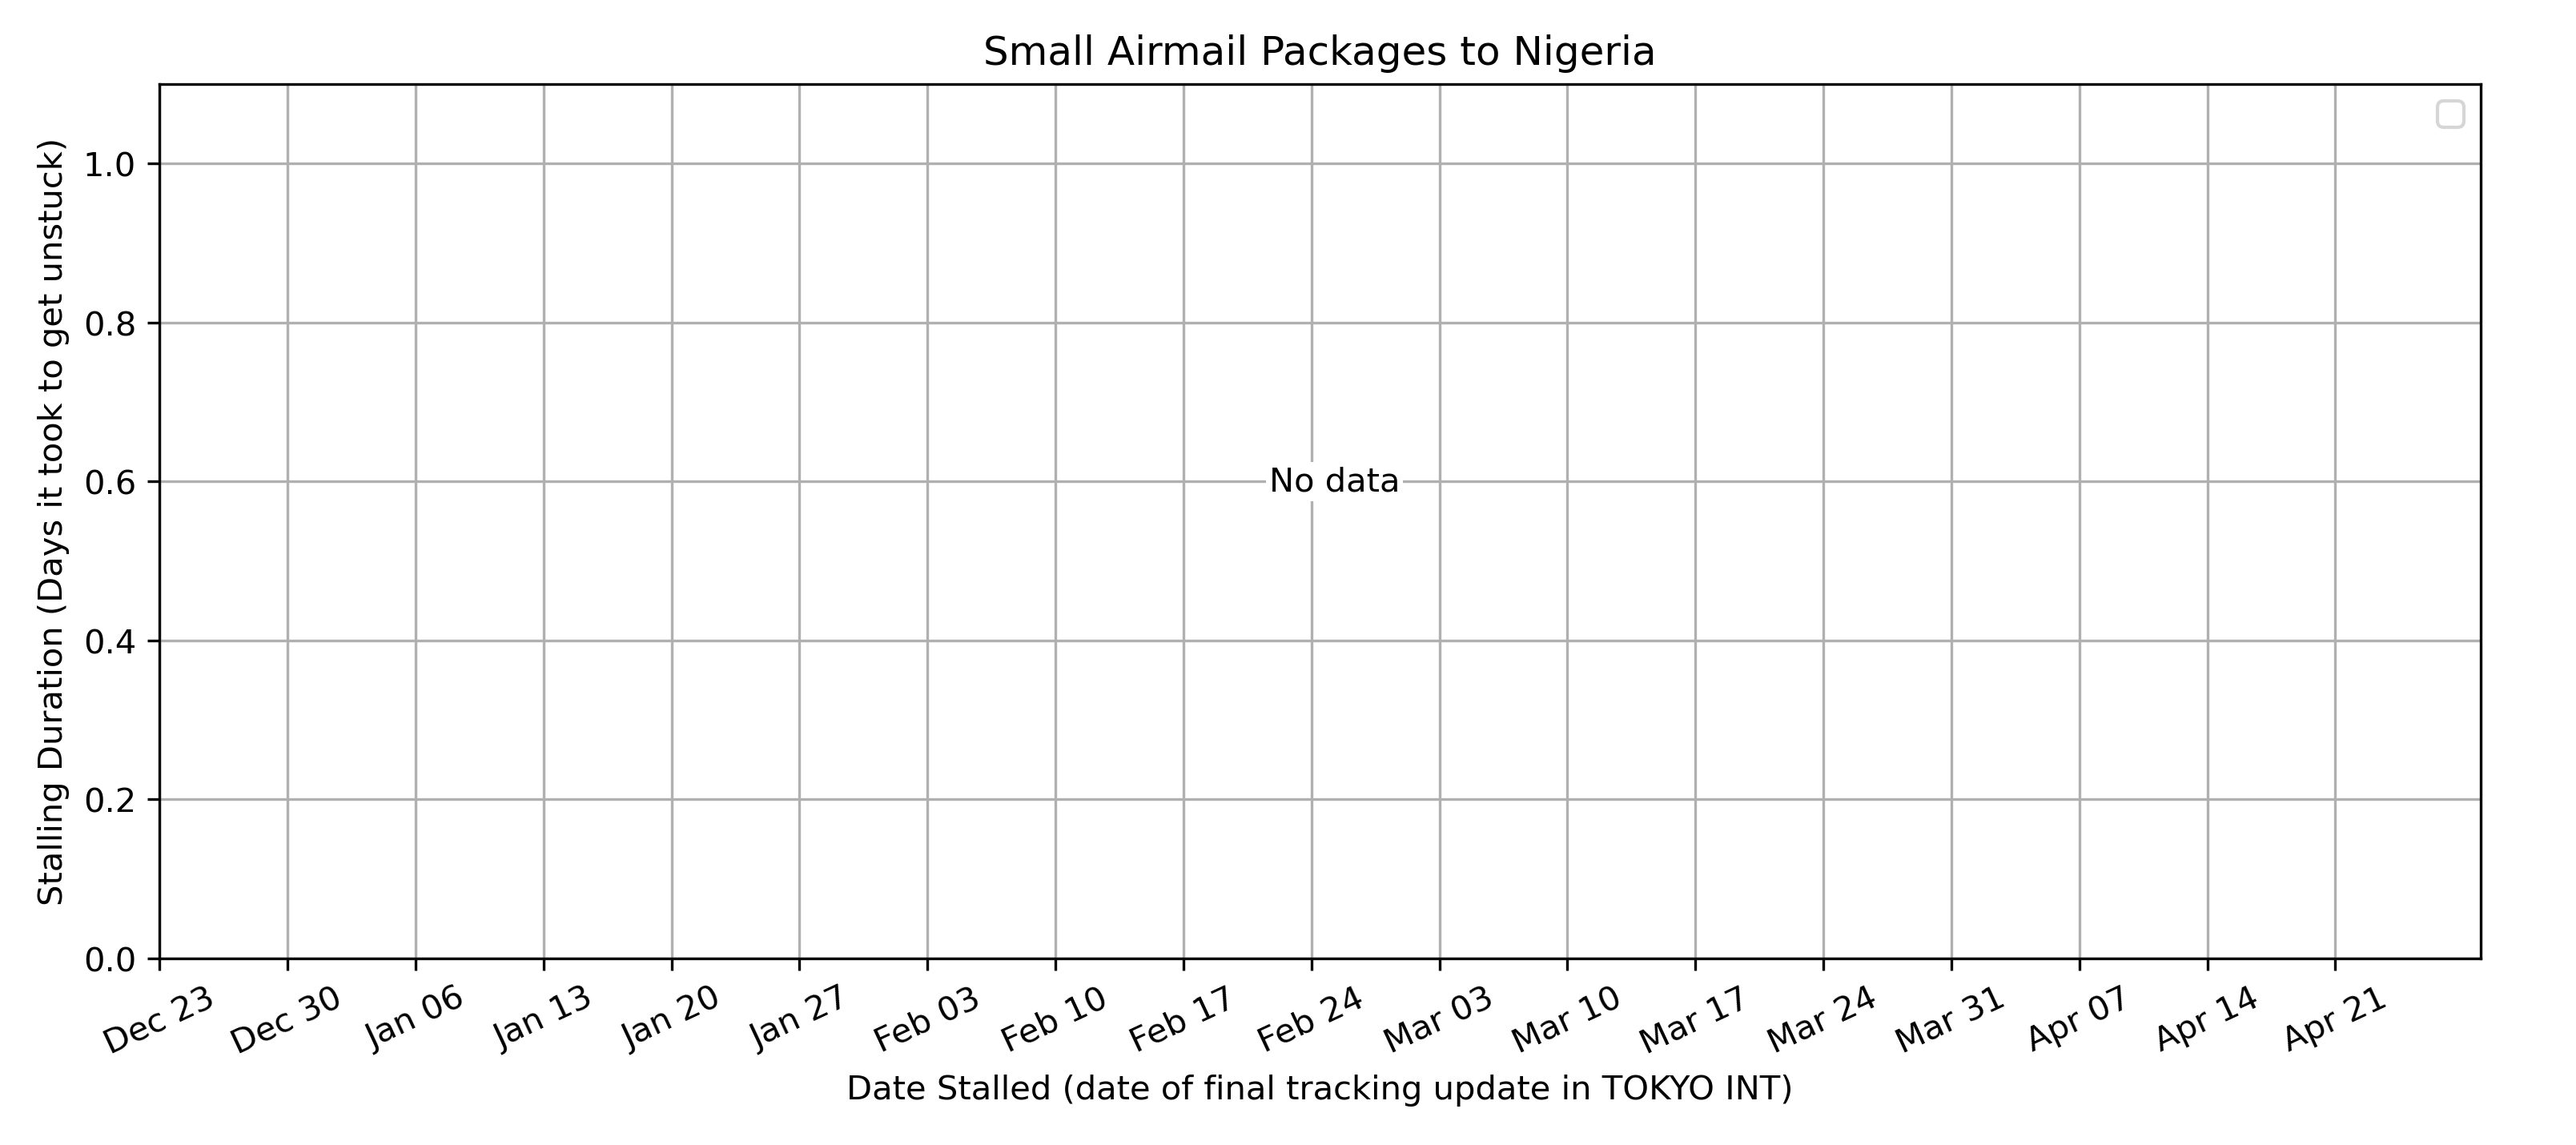 Small Airmail Packages to Nigeria
Stalling Duration (Days it took to get unstuck)
1.0
0.8
0.6
0.4
0.2
0.0
No data
Dec 23
Dec 30
Jan 06
Jan 13
Jan 20
Jan 27
Feb 03
Feb 10
Feb 17
Feb 24
Mar 03
Mar 10
Mar 17
Mar 24
Mar 31
Apr 07
Apr 14
Apr 21
Date Stalled (date of final tracking update in TOKYO INT)